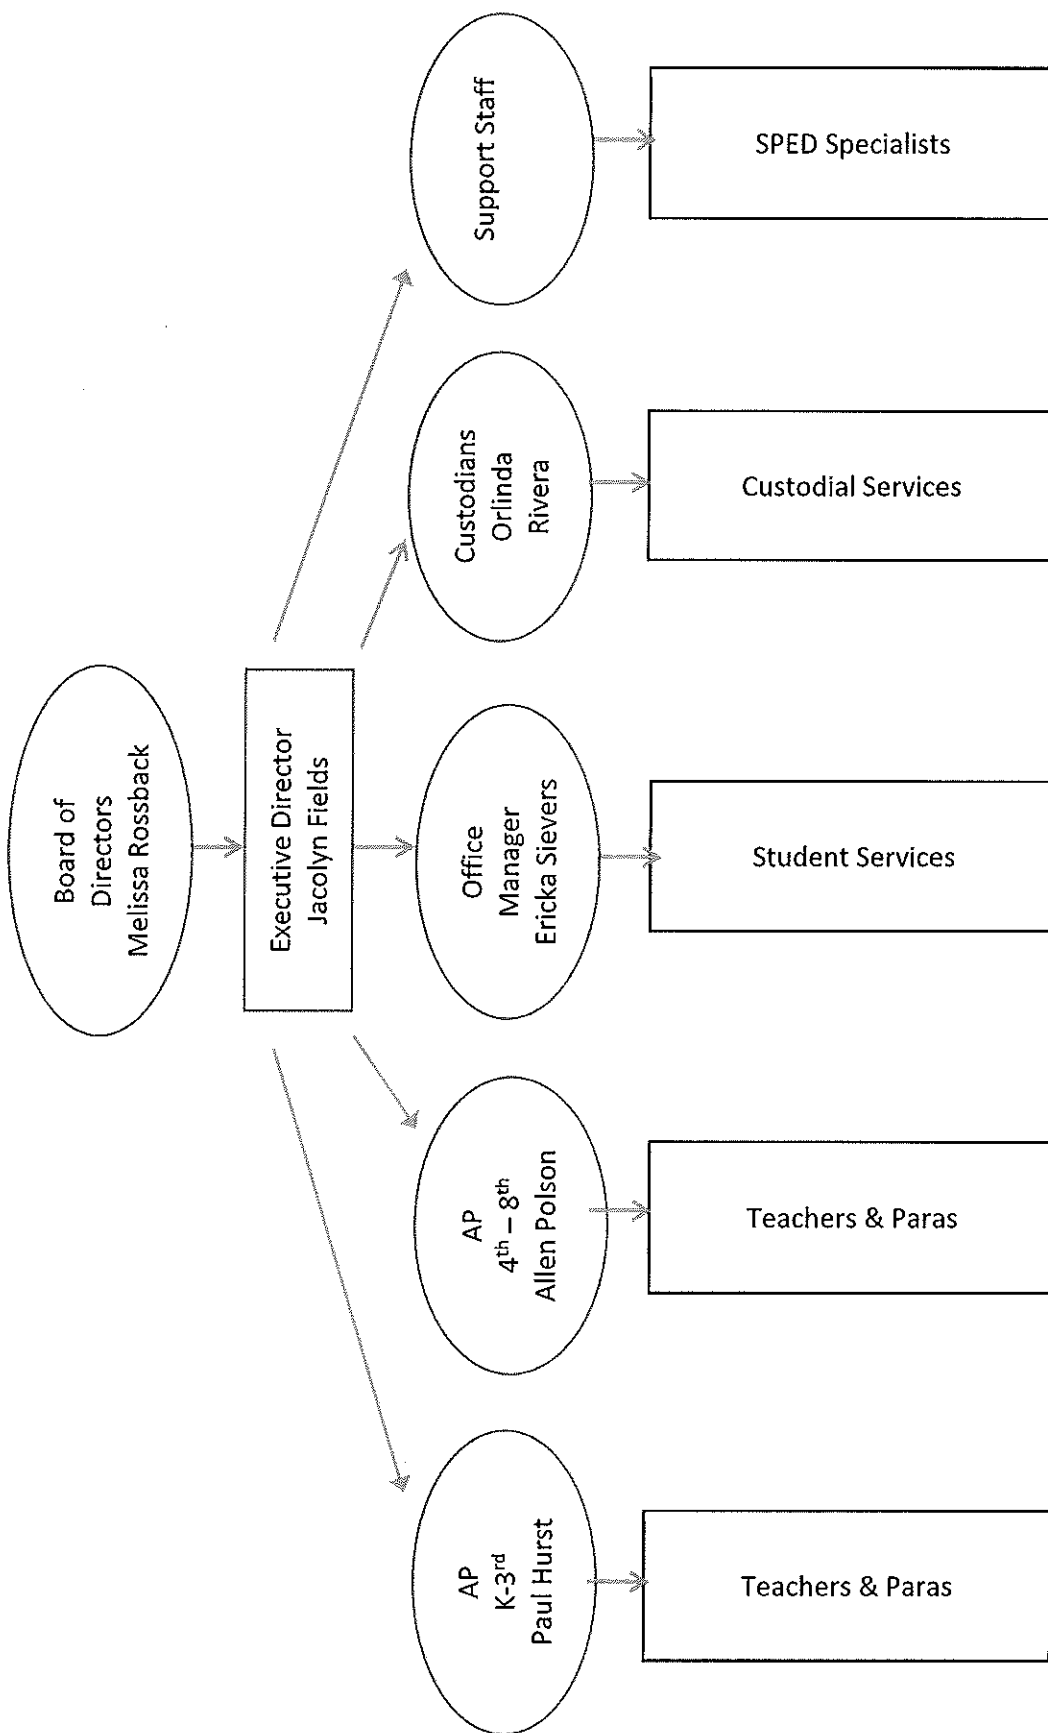 Board of
Directors
Melissa Rossback
Executive Director
Jacolyn Fields
AP
K-3rd
Paul Hurst
AP
4th – 8th
Allen Polson
Office
Manager
Ericka Sievers
Custodians
Orlinda
Rivera
Support Staff
Teachers & Paras
Teachers & Paras
Student Services
Custodial Services
SPED Specialists